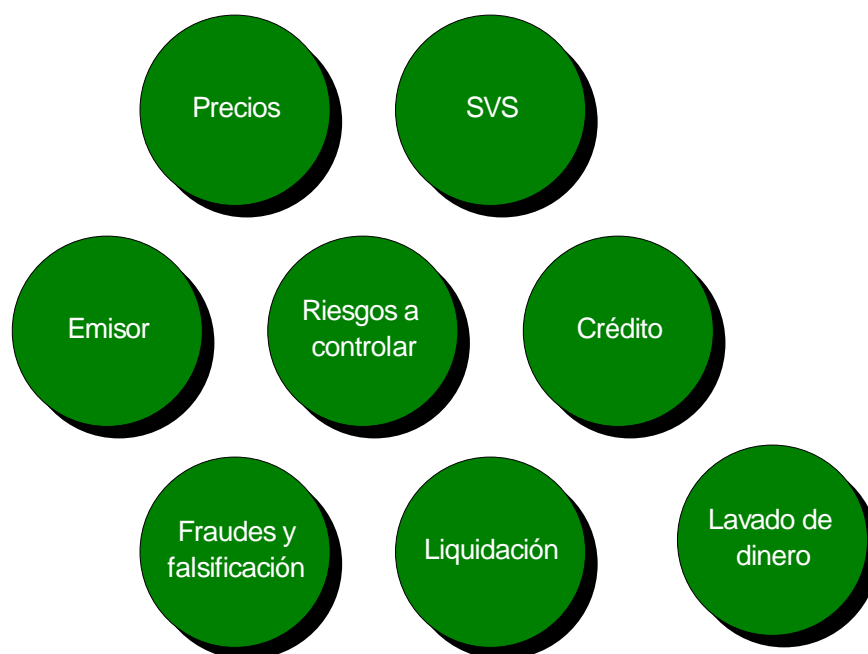 Precios
SVS
Emisor
Riesgos a
controlar
Crédito
Fraudes y
falsificación
Liquidación
Lavado de
dinero